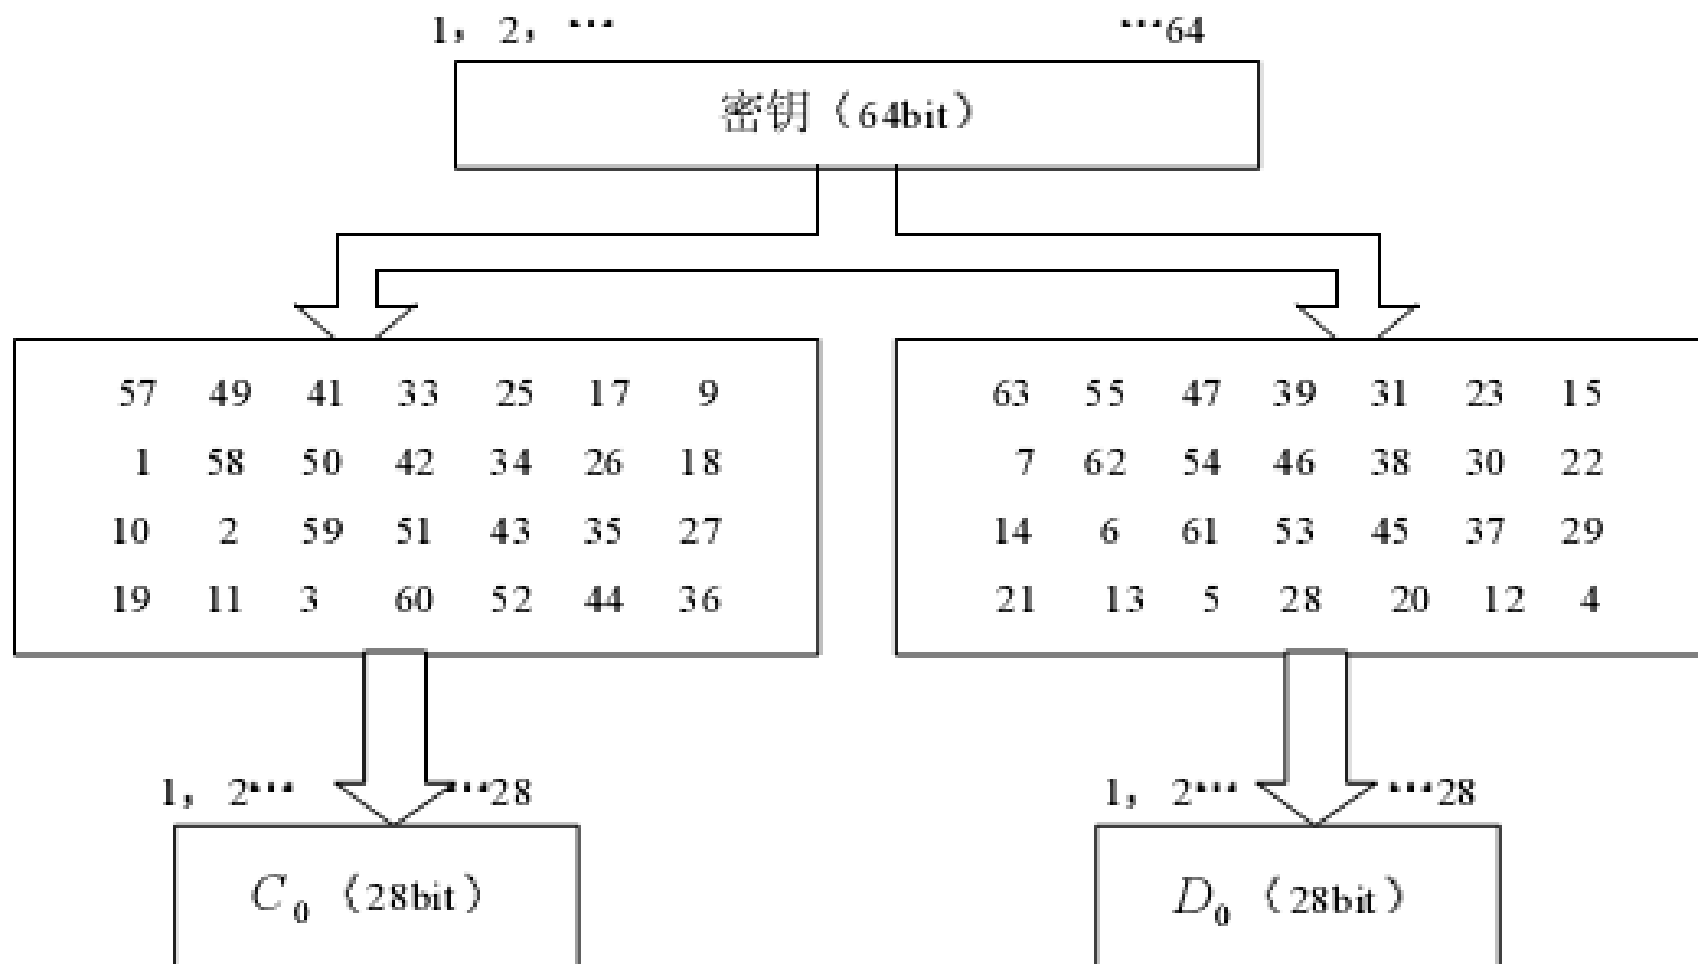 1， 2， ··· ···64
密钥（64bit）
57 49 41 33 25 17 9
1 58 50 42 34 26 18
10 2 59 51 43 35 27
19 11 3 60 52 44 36
63 55 47 39 31 23 15
7 62 54 46 38 30 22
14 6 61 53 45 37 29
21 13 5 28 20 12 4
1， 2··· ···28
C₀（28bit）
1， 2··· ···28
D₀（28bit）